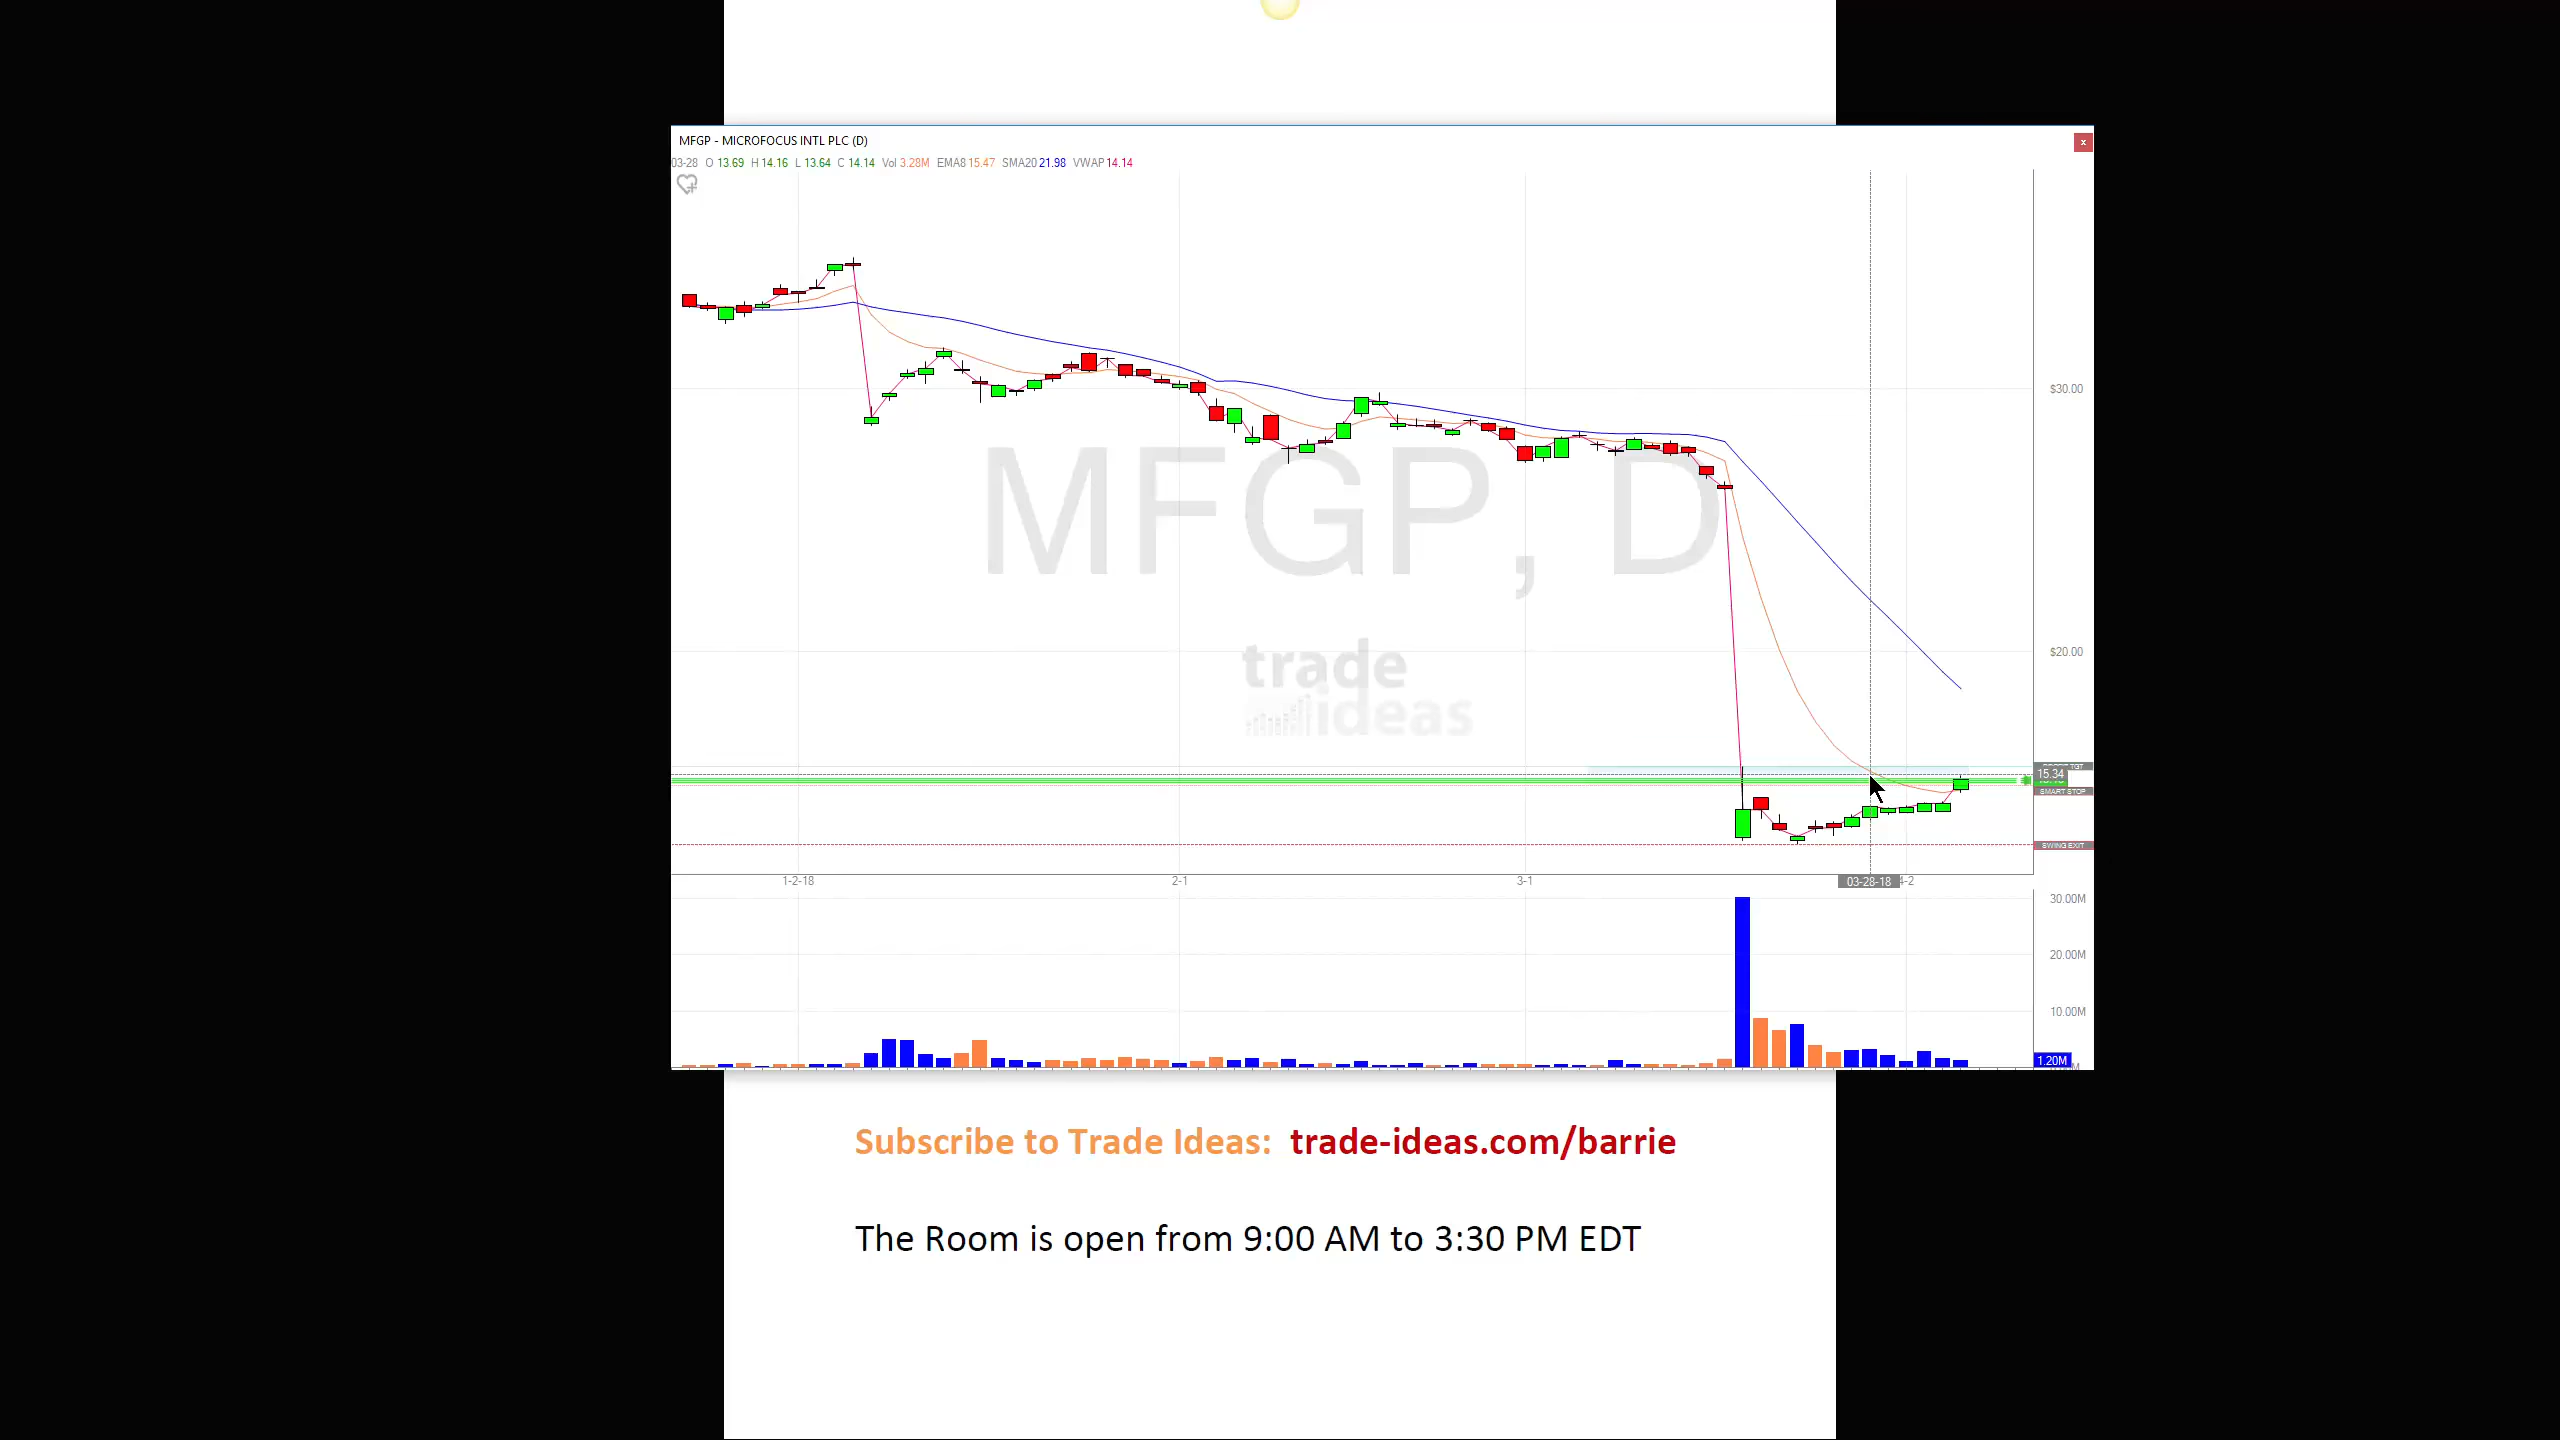 MFGP - MICROFOCUS INTL PLC (D)
03-28 O 13.69 H 14.16 L 13.64 C 14.14 Vol 3.28M EMA8 15.47 SMA20 21.98 VWAP 14.14
$30.00
MFGP, D
trade
ideas
$20.00
15.34
SMART STOP
SWING EXIT
1-2-18 2-1 3-1 03-28-18 4-2
30.00M
20.00M
10.00M
1.20M
Subscribe to Trade Ideas: trade-ideas.com/barrie
The Room is open from 9:00 AM to 3:30 PM EDT